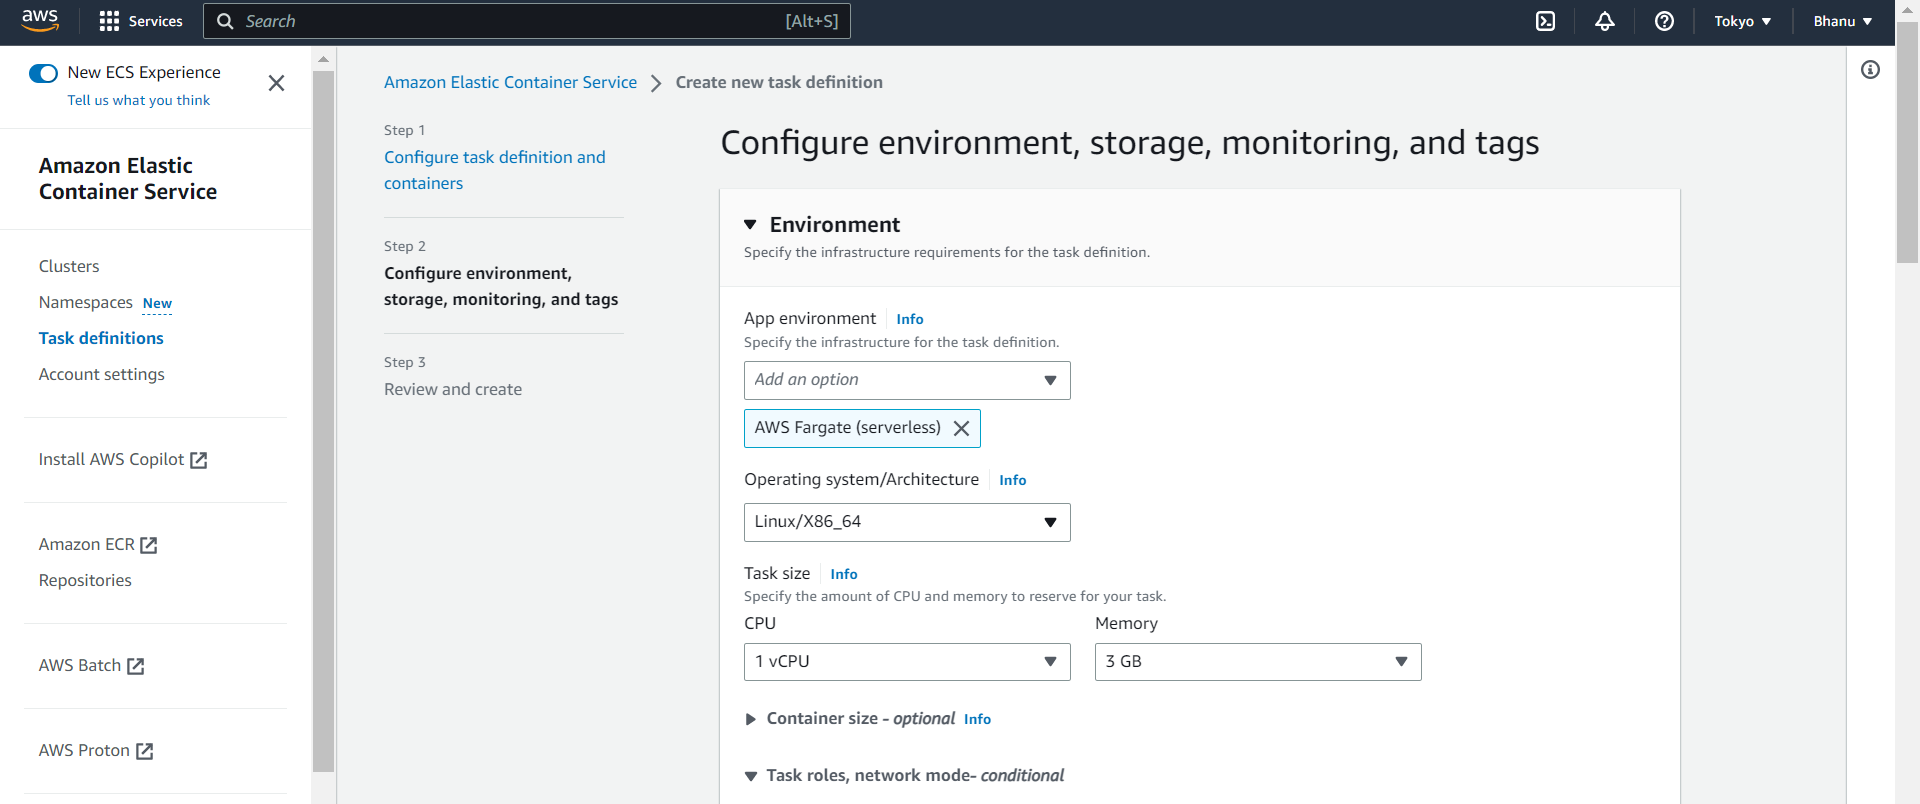 aws
Services
Search
[Alt+S]
Tokyo
Bhanu
New ECS Experience
Tell us what you think
Amazon Elastic
Container Service
Clusters
Namespaces New
Task definitions
Account settings
Install AWS Copilot
Amazon ECR
Repositories
AWS Batch
AWS Proton
Amazon Elastic Container Service
Create new task definition
Step 1
Configure task definition and
containers
Step 2
Configure environment,
storage, monitoring, and tags
Step 3
Review and create
Configure environment, storage, monitoring, and tags
Environment
Specify the infrastructure requirements for the task definition.
App environment Info
Specify the infrastructure for the task definition.
Add an option
AWS Fargate (serverless)
Operating system/Architecture Info
Linux/X86_64
Task size Info
Specify the amount of CPU and memory to reserve for your task.
CPU
1 vCPU
Memory
3 GB
Container size - optional Info
Task roles, network mode- conditional